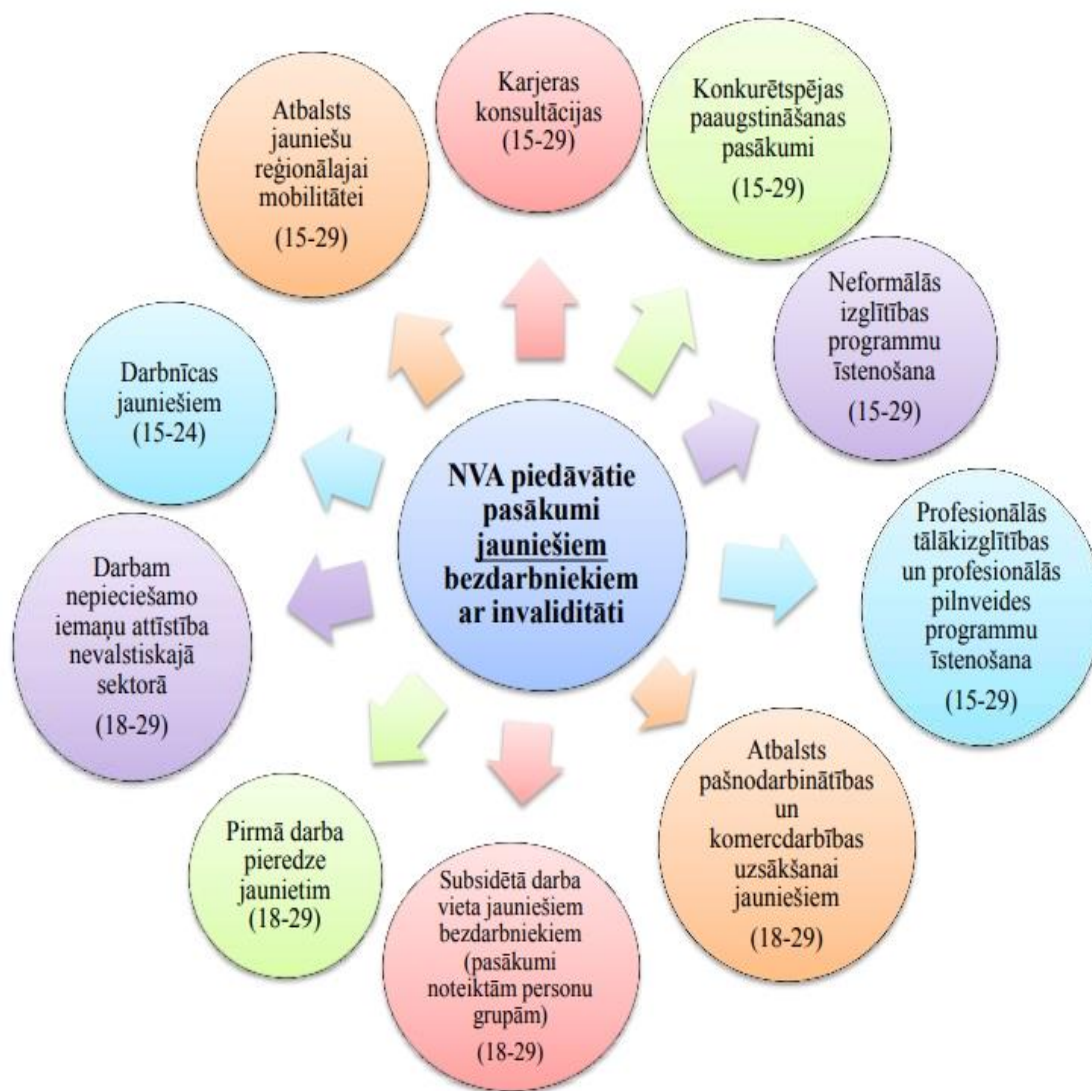 NVA piedāvātie
pasākumi
jauniešiem
bezdarbniekiem
ar invaliditāti
Karjeras
konsultācijas
(15-29)
Konkurētspējas
paaugstināšanas
pasākumi
(15-29)
Neformālās
izglītības
programmu
īstenošana
(15-29)
Profesionālās
tālākizglītības
un profesionālās
pilnveides
programmu
īstenošana
(15-29)
Atbalsts
pašnodarbinātības
un
komercdarbības
uzsākšanai
jauniešiem
(18-29)
Subsidētā darba
vieta jauniešiem
bezdarbniekiem
(pasākumi
noteiktām personu
grupām)
(18-29)
Pirmā darba
pieredze
jaunietim
(18-29)
Darbam
nepieciešamo
iemaņu attīstība
nevalstiskajā
sektorā
(18-29)
Darbnīcas
jauniešiem
(15-24)
Atbalsts
jauniešu
reģionālajai
mobilitātei
(15-29)